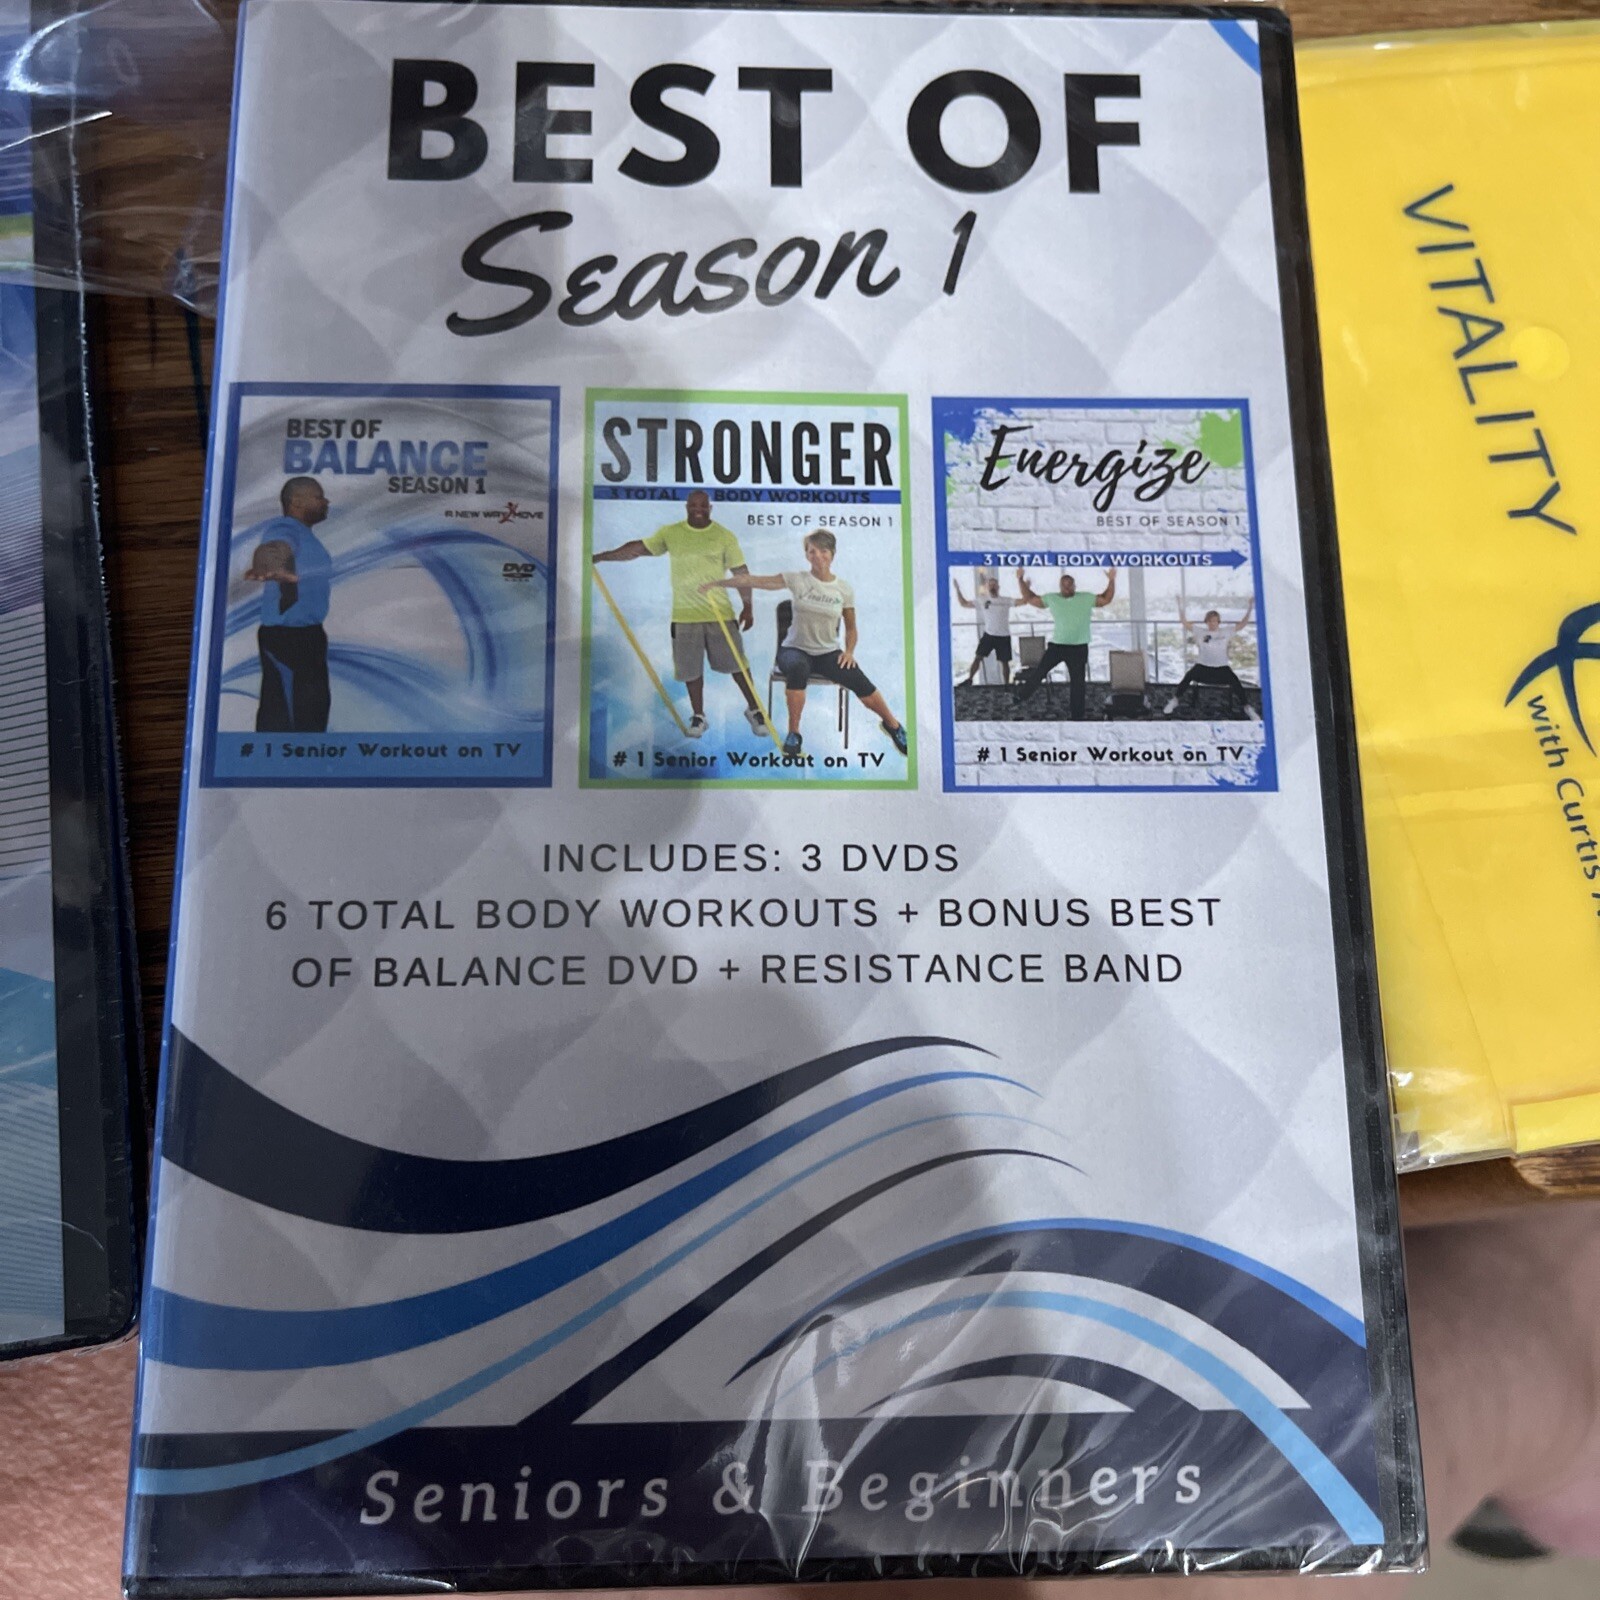 BEST OF
Season 1
BEST OF
BALANCE
SEASON 1
A NEW WAY 2 MOVE
DVD
# 1 Senior Workout on TV
STRONGER
3 TOTAL BODY WORKOUTS
BEST OF SEASON 1
# 1 Senior Workout on TV
Energize
BEST OF SEASON 1
3 TOTAL BODY WORKOUTS
# 1 Senior Workout on TV
INCLUDES: 3 DVDS
6 TOTAL BODY WORKOUTS + BONUS BEST
OF BALANCE DVD + RESISTANCE BAND
Seniors & Beginners
VITALITY
with Curtis